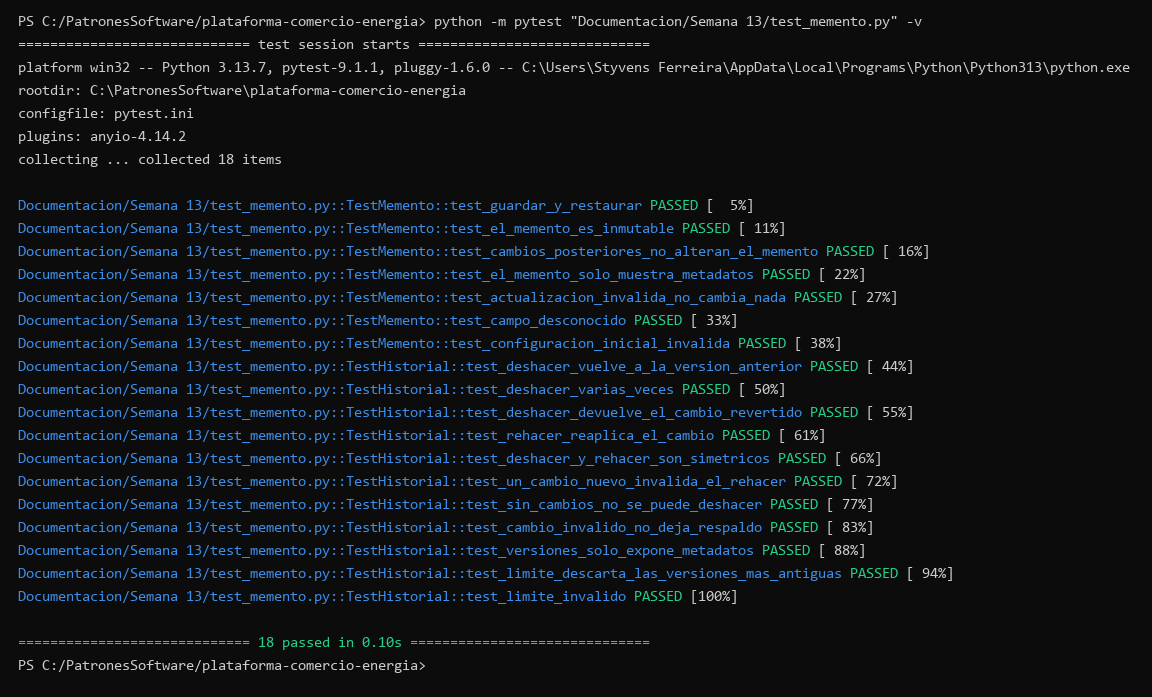 PS C:/PatronesSoftware/plataforma-comercio-energia> python -m pytest "Documentacion/Semana 13/test_memento.py" -v
============================= test session starts =============================
platform win32 -- Python 3.13.7, pytest-9.1.1, pluggy-1.6.0 -- C:\Users\Styvens Ferreira\AppData\Local\Programs\Python\Python313\python.exe
rootdir: C:\PatronesSoftware\plataforma-comercio-energia
configfile: pytest.ini
plugins: anyio-4.14.2
collecting ... collected 18 items

Documentacion/Semana 13/test_memento.py::TestMemento::test_guardar_y_restaurar PASSED [  5%]
Documentacion/Semana 13/test_memento.py::TestMemento::test_el_memento_es_inmutable PASSED [ 11%]
Documentacion/Semana 13/test_memento.py::TestMemento::test_cambios_posteriores_no_alteran_el_memento PASSED [ 16%]
Documentacion/Semana 13/test_memento.py::TestMemento::test_el_memento_solo_muestra_metadatos PASSED [ 22%]
Documentacion/Semana 13/test_memento.py::TestMemento::test_actualizacion_invalida_no_cambia_nada PASSED [ 27%]
Documentacion/Semana 13/test_memento.py::TestMemento::test_campo_desconocido PASSED [ 33%]
Documentacion/Semana 13/test_memento.py::TestMemento::test_configuracion_inicial_invalida PASSED [ 38%]
Documentacion/Semana 13/test_memento.py::TestHistorial::test_deshacer_vuelve_a_la_version_anterior PASSED [ 44%]
Documentacion/Semana 13/test_memento.py::TestHistorial::test_deshacer_varias_veces PASSED [ 50%]
Documentacion/Semana 13/test_memento.py::TestHistorial::test_deshacer_devuelve_el_cambio_revertido PASSED [ 55%]
Documentacion/Semana 13/test_memento.py::TestHistorial::test_rehacer_reaplica_el_cambio PASSED [ 61%]
Documentacion/Semana 13/test_memento.py::TestHistorial::test_deshacer_y_rehacer_son_simetricos PASSED [ 66%]
Documentacion/Semana 13/test_memento.py::TestHistorial::test_un_cambio_nuevo_invalida_el_rehacer PASSED [ 72%]
Documentacion/Semana 13/test_memento.py::TestHistorial::test_sin_cambios_no_se_puede_deshacer PASSED [ 77%]
Documentacion/Semana 13/test_memento.py::TestHistorial::test_cambio_invalido_no_deja_respaldo PASSED [ 83%]
Documentacion/Semana 13/test_memento.py::TestHistorial::test_versiones_solo_expone_metadatos PASSED [ 88%]
Documentacion/Semana 13/test_memento.py::TestHistorial::test_limite_descarta_las_versiones_mas_antiguas PASSED [ 94%]
Documentacion/Semana 13/test_memento.py::TestHistorial::test_limite_invalido PASSED [100%]

============================= 18 passed in 0.10s ==============================
PS C:/PatronesSoftware/plataforma-comercio-energia>